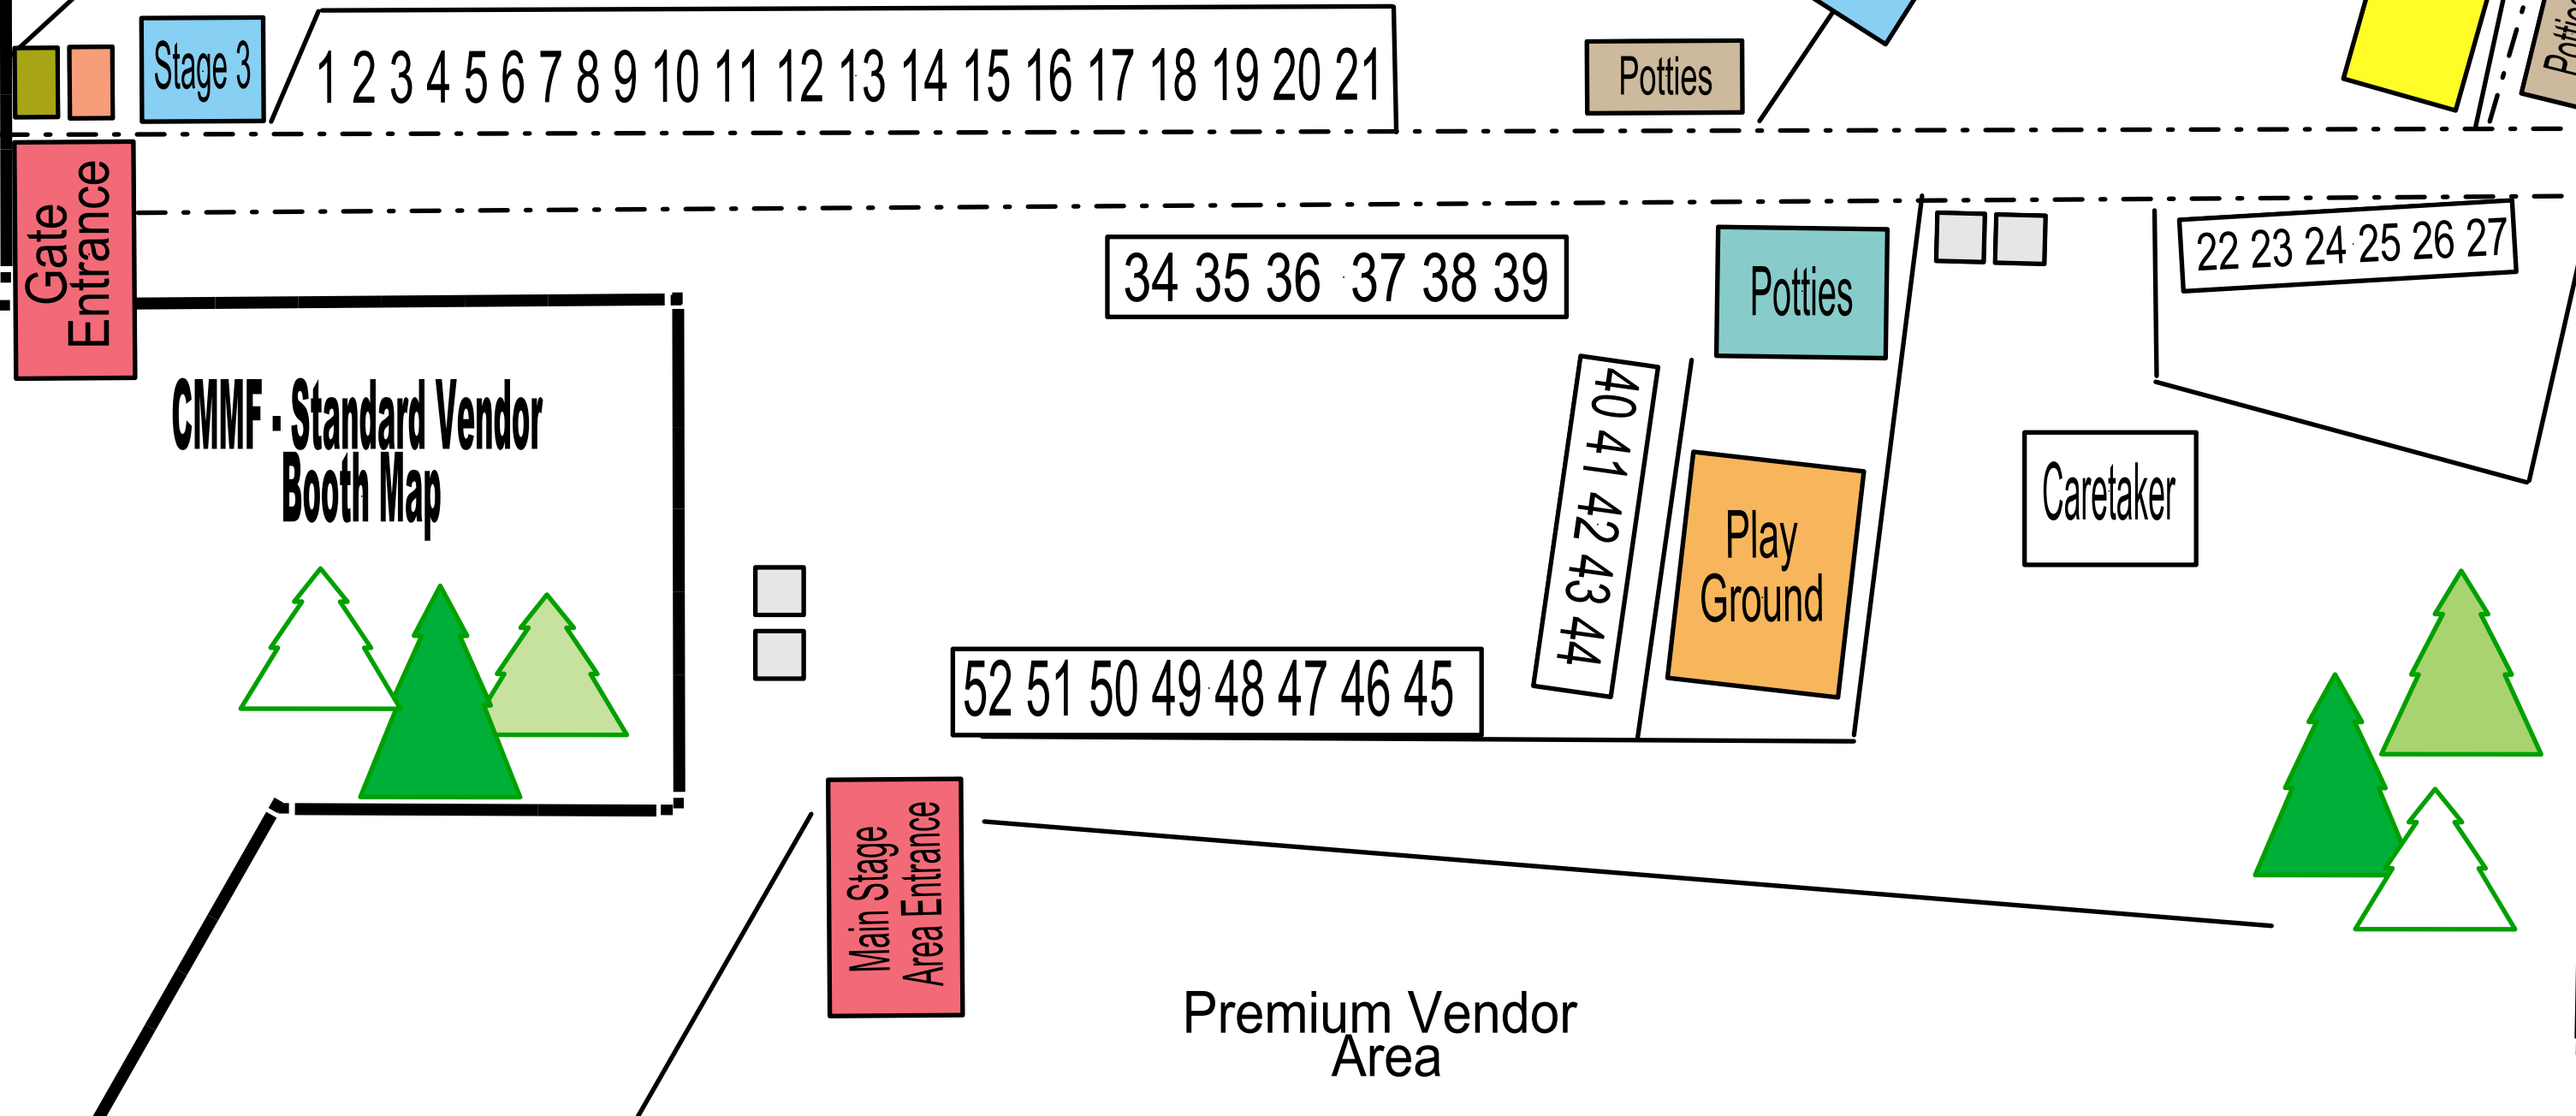 Stage 3
1 2 3 4 5 6 7 8 9 10 11 12 13 14 15 16 17 18 19 20 21
Potties
Potties
Gate
Entrance
34 35 36 37 38 39
Potties
22 23 24 25 26 27
CMMF - Standard Vendor
Booth Map
40 41 42 43 44
Play
Ground
Caretaker
52 51 50 49 48 47 46 45
Main Stage
Area Entrance
Premium Vendor
Area